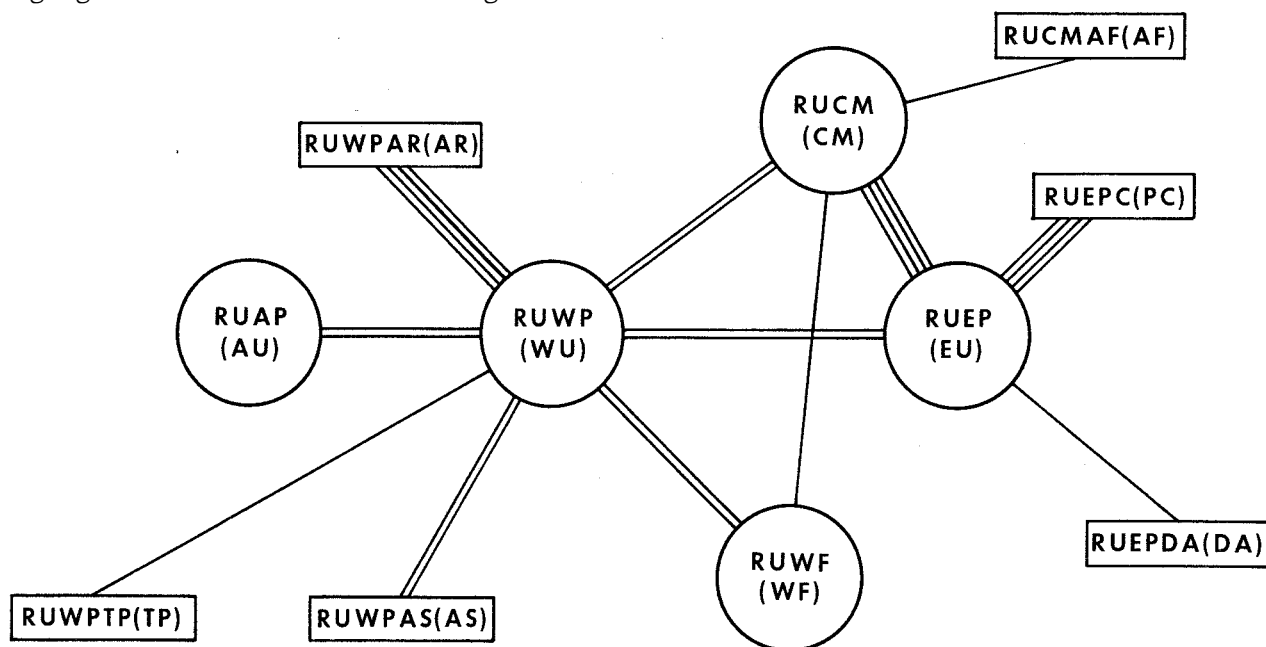 RUCMAF(AF)
RUCM
(CM)
RUWPAR(AR)
RUEPC(PC)
RUAP
(AU)
RUWP
(WU)
RUEP
(EU)
RUEPDA(DA)
RUWF
(WF)
RUWPTP(TP)
RUWPAS(AS)